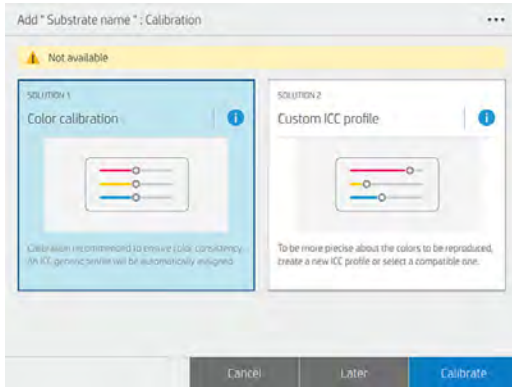 Add " Substrate name " : Calibration
Not available
SOLUTION 1
Color calibration
Calibration recommended to ensure color consistency.
An ICC generic profile will be automatically assigned.
SOLUTION 2
Custom ICC profile
To be more precise about the colors to be reproduced,
create a new ICC profile or select a compatible one.
Cancel
Later
Calibrate